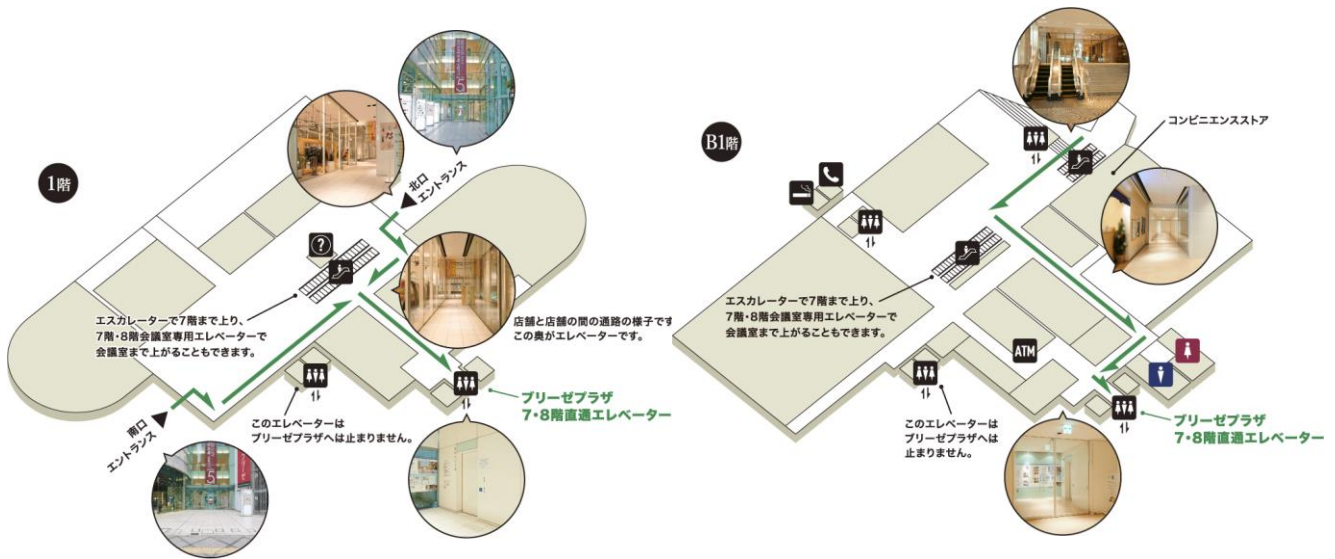 1階
北口
エントランス
?
エスカレーターで7階まで上り、
7階・8階会議室専用エレベーターで
会議室まで上がることもできます。
店舗と店舗の間の通路の様子です
この奥がエレベーターです。
ブリーゼプラザ
7・8階直通エレベーター
このエレベーターは
ブリーゼプラザへは止まりません。
南口
エントランス
B1階
コンビニエンスストア
エスカレーターで7階まで上り、
7階・8階会議室専用エレベーターで
会議室まで上がることもできます。
ATM
このエレベーターは
ブリーゼプラザへは
止まりません。
ブリーゼプラザ
7・8階直通エレベーター